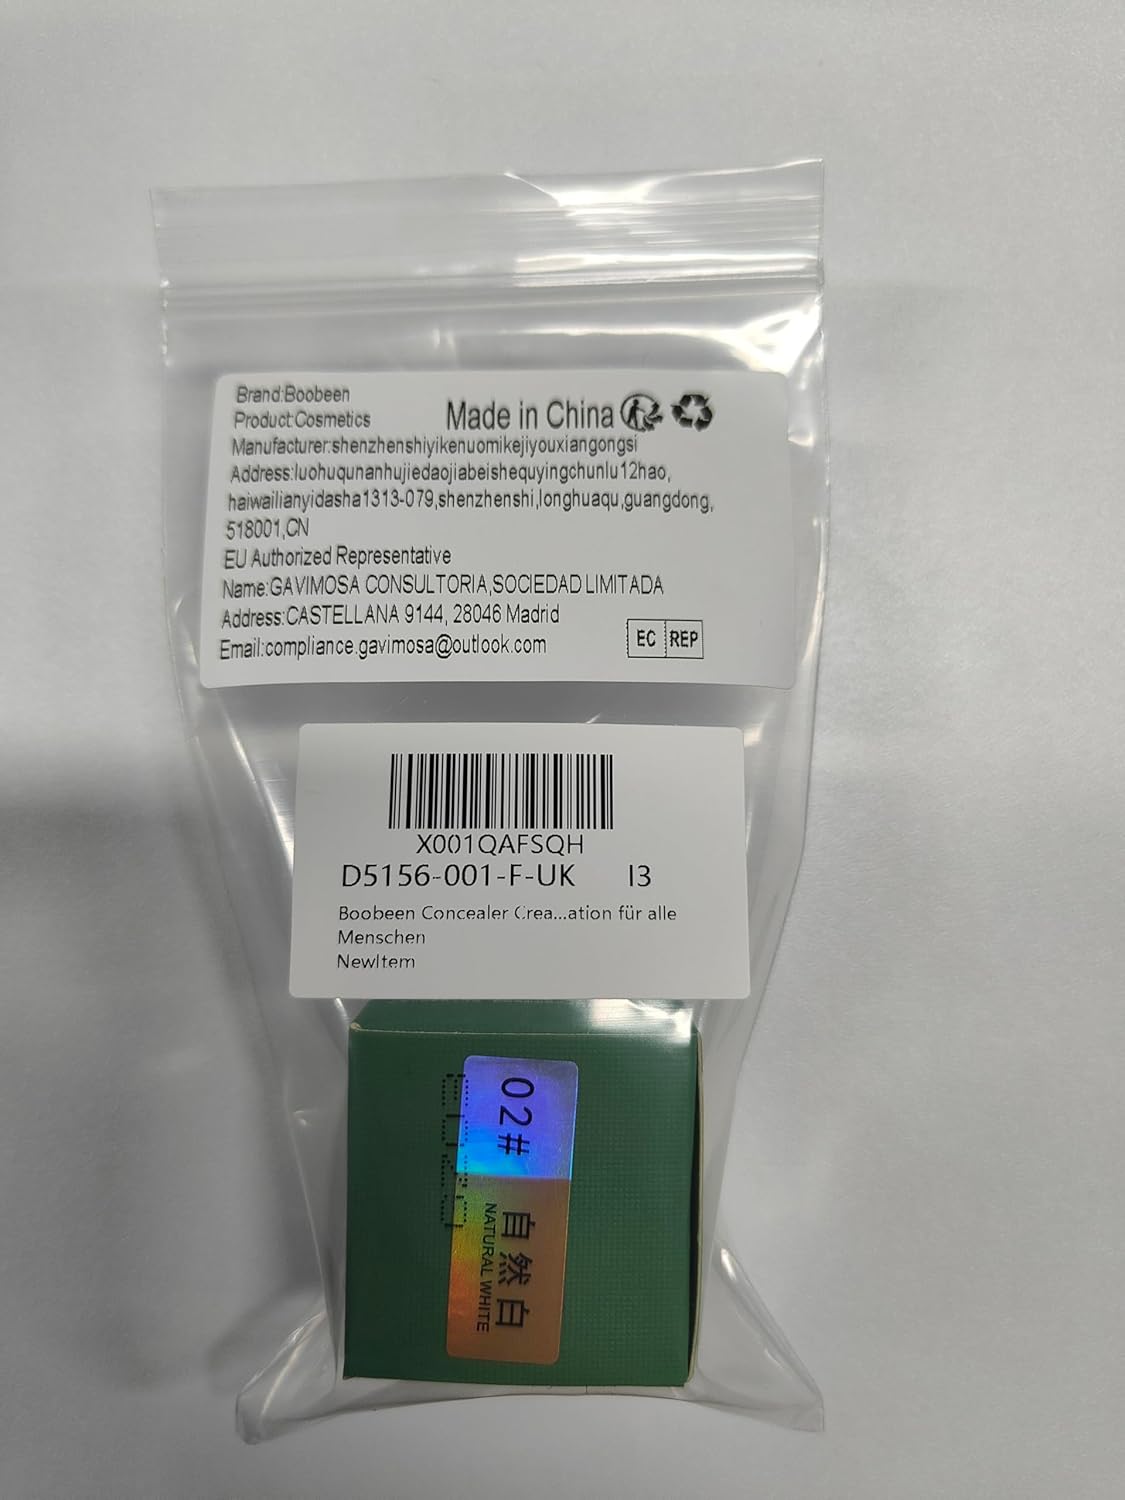 Brand:Boobeen
Product:Cosmetics
Made in China
Manufacturer:shenzhenshiyikenuomikejiyouxiangongsi
Address:luohuqunanhujiedaojiabeishequyingchunlu12hao,
haiwailianyidasha1313-079,shenzhenshi,longhuaqu,guangdong,
518001,CN
EU Authorized Representative
Name:GAVIMOSA CONSULTORIA,SOCIEDAD LIMITADA
Address:CASTELLANA 9144, 28046 Madrid
Email:compliance.gavimosa@outlook.com
EC REP
X001QAFSQH
D5156-001-F-UK I3
Boobeen Concealer Crea...ation für alle
Menschen
NewItem
02# 自然白
NATURAL WHITE